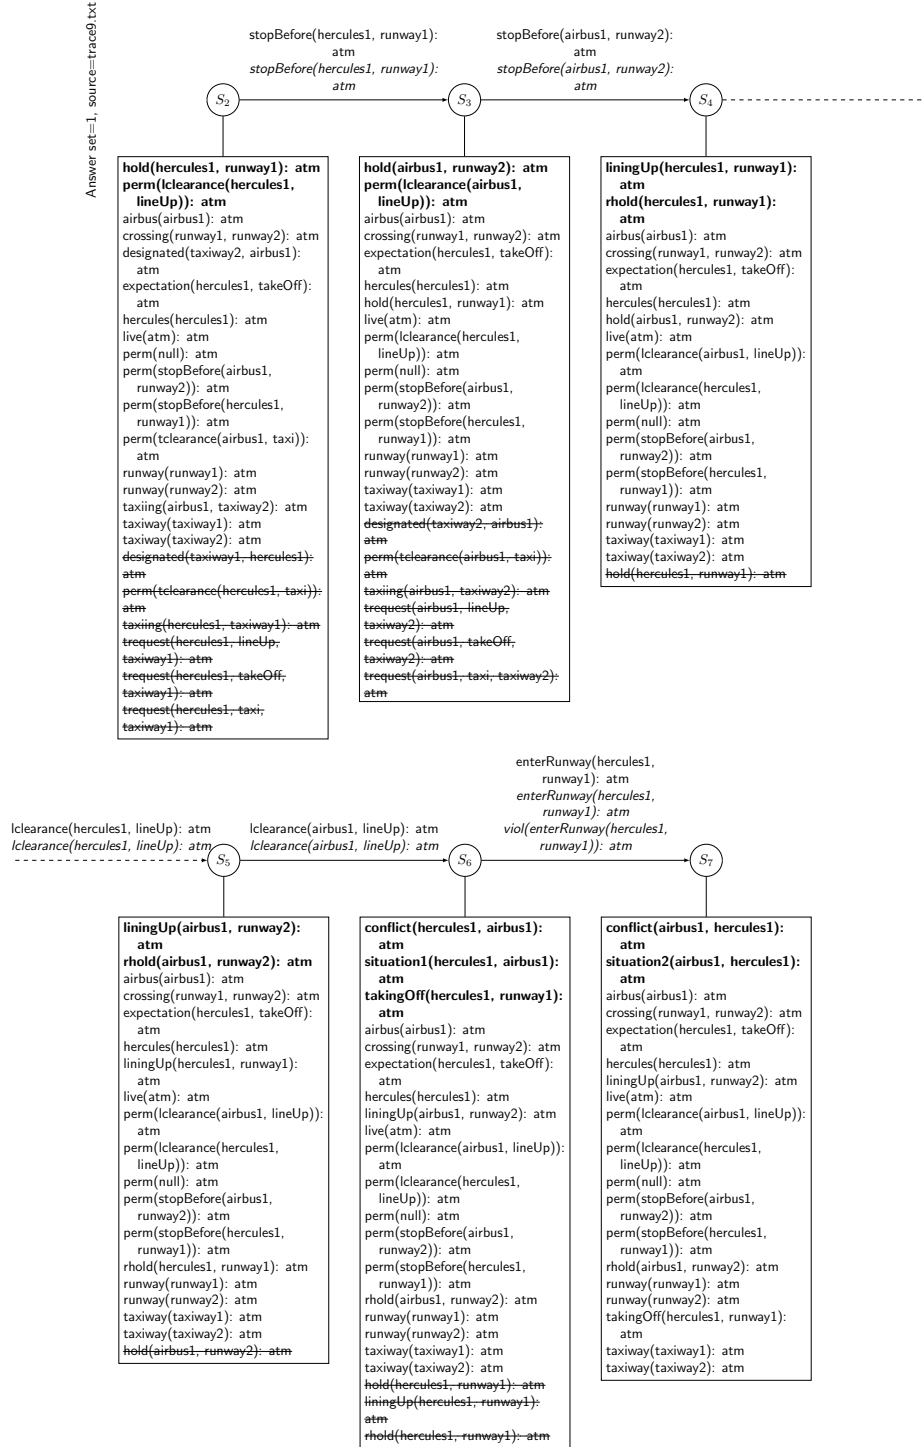 Answer set=1, source=trace9.txt
stopBefore(hercules1, runway1):
atm
stopBefore(hercules1, runway1):
atm
stopBefore(airbus1, runway2):
atm
stopBefore(airbus1, runway2):
atm
S2
S3
S4
hold(hercules1, runway1): atm
perm(lclearance(hercules1,
lineUp)): atm
airbus(airbus1): atm
crossing(runway1, runway2): atm
designated(taxiway2, airbus1):
atm
expectation(hercules1, takeOff):
atm
hercules(hercules1): atm
live(atm): atm
perm(null): atm
perm(stopBefore(airbus1,
runway2)): atm
perm(stopBefore(hercules1,
runway1)): atm
perm(tclearance(airbus1, taxi)):
atm
runway(runway1): atm
runway(runway2): atm
taxiing(airbus1, taxiway2): atm
taxiway(taxiway1): atm
taxiway(taxiway2): atm
designated(taxiway1, hercules1):
atm
perm(tclearance(hercules1, taxi)):
atm
taxiing(hercules1, taxiway1): atm
trequest(hercules1, lineUp,
taxiway1): atm
trequest(hercules1, takeOff,
taxiway1): atm
trequest(hercules1, taxi,
taxiway1): atm
hold(airbus1, runway2): atm
perm(lclearance(airbus1,
lineUp)): atm
airbus(airbus1): atm
crossing(runway1, runway2): atm
expectation(hercules1, takeOff):
atm
hercules(hercules1): atm
hold(hercules1, runway1): atm
live(atm): atm
perm(lclearance(hercules1,
lineUp)): atm
perm(null): atm
perm(stopBefore(airbus1,
runway2)): atm
perm(stopBefore(hercules1,
runway1)): atm
runway(runway1): atm
runway(runway2): atm
taxiway(taxiway1): atm
taxiway(taxiway2): atm
designated(taxiway2, airbus1):
atm
perm(tclearance(airbus1, taxi)):
atm
taxiing(airbus1, taxiway2): atm
trequest(airbus1, lineUp,
taxiway2): atm
trequest(airbus1, takeOff,
taxiway2): atm
trequest(airbus1, taxi, taxiway2):
atm
liningUp(hercules1, runway1):
atm
rhold(hercules1, runway1):
atm
airbus(airbus1): atm
crossing(runway1, runway2): atm
expectation(hercules1, takeOff):
atm
hercules(hercules1): atm
hold(airbus1, runway2): atm
live(atm): atm
perm(lclearance(airbus1, lineUp)):
atm
perm(lclearance(hercules1,
lineUp)): atm
perm(null): atm
perm(stopBefore(airbus1,
runway2)): atm
perm(stopBefore(hercules1,
runway1)): atm
runway(runway1): atm
runway(runway2): atm
taxiway(taxiway1): atm
taxiway(taxiway2): atm
hold(hercules1, runway1): atm
lclearance(hercules1, lineUp): atm
lclearance(hercules1, lineUp): atm
lclearance(airbus1, lineUp): atm
lclearance(airbus1, lineUp): atm
enterRunway(hercules1,
runway1): atm
enterRunway(hercules1,
runway1): atm
viol(enterRunway(hercules1,
runway1)): atm
S5
S6
S7
liningUp(airbus1, runway2):
atm
rhold(airbus1, runway2): atm
airbus(airbus1): atm
crossing(runway1, runway2): atm
expectation(hercules1, takeOff):
atm
hercules(hercules1): atm
liningUp(hercules1, runway1):
atm
live(atm): atm
perm(lclearance(airbus1, lineUp)):
atm
perm(lclearance(hercules1,
lineUp)): atm
perm(null): atm
perm(stopBefore(airbus1,
runway2)): atm
perm(stopBefore(hercules1,
runway1)): atm
rhold(hercules1, runway1): atm
runway(runway1): atm
runway(runway2): atm
taxiway(taxiway1): atm
taxiway(taxiway2): atm
hold(airbus1, runway2): atm
conflict(hercules1, airbus1):
atm
situation1(hercules1, airbus1):
atm
takingOff(hercules1, runway1):
atm
airbus(airbus1): atm
crossing(runway1, runway2): atm
expectation(hercules1, takeOff):
atm
hercules(hercules1): atm
liningUp(airbus1, runway2): atm
live(atm): atm
perm(lclearance(airbus1, lineUp)):
atm
perm(lclearance(hercules1,
lineUp)): atm
perm(null): atm
perm(stopBefore(airbus1,
runway2)): atm
perm(stopBefore(hercules1,
runway1)): atm
rhold(airbus1, runway2): atm
runway(runway1): atm
runway(runway2): atm
taxiway(taxiway1): atm
taxiway(taxiway2): atm
hold(hercules1, runway1): atm
liningUp(hercules1, runway1):
atm
rhold(hercules1, runway1): atm
conflict(airbus1, hercules1):
atm
situation2(airbus1, hercules1):
atm
airbus(airbus1): atm
crossing(runway1, runway2): atm
expectation(hercules1, takeOff):
atm
hercules(hercules1): atm
liningUp(airbus1, runway2): atm
live(atm): atm
perm(lclearance(airbus1, lineUp)):
atm
perm(lclearance(hercules1,
lineUp)): atm
perm(null): atm
perm(stopBefore(airbus1,
runway2)): atm
perm(stopBefore(hercules1,
runway1)): atm
rhold(airbus1, runway2): atm
runway(runway1): atm
runway(runway2): atm
takingOff(hercules1, runway1):
atm
taxiway(taxiway1): atm
taxiway(taxiway2): atm